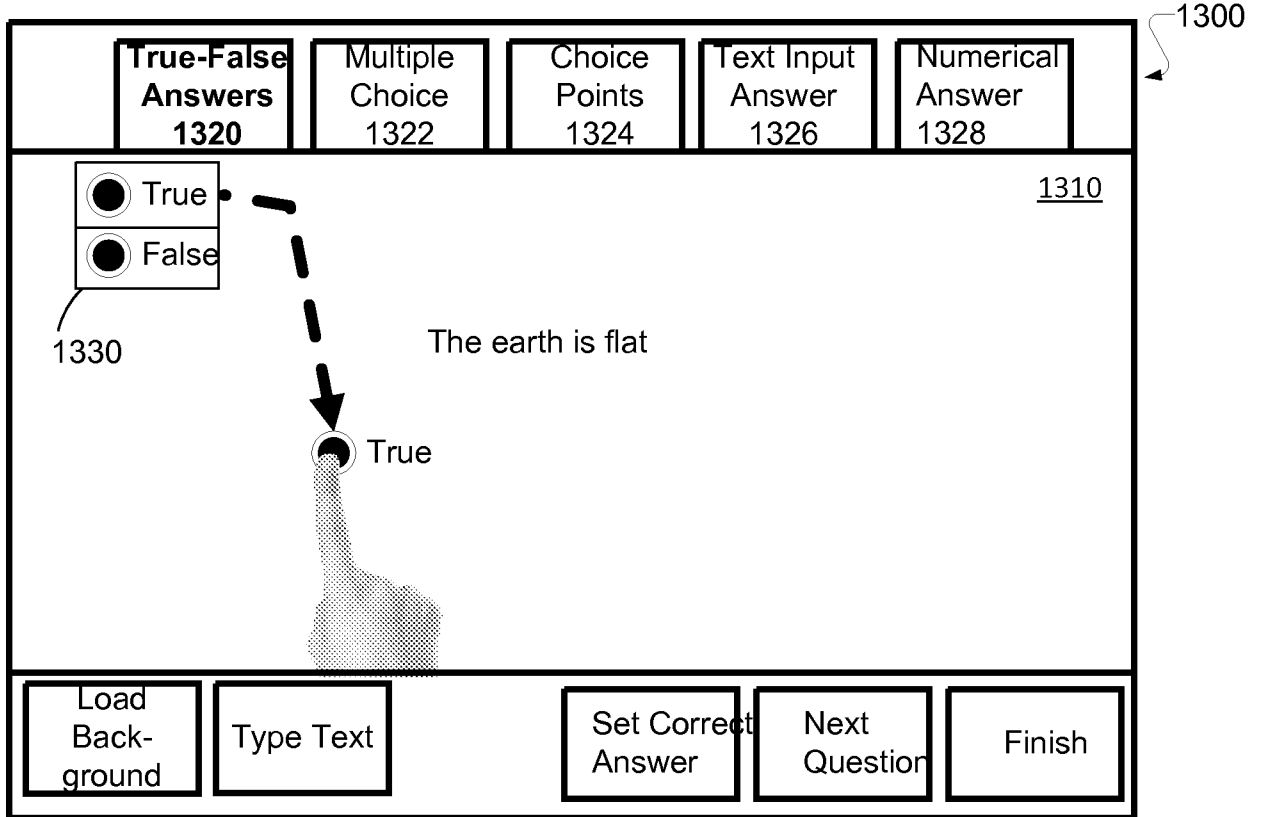 1300
True-False
Answers
1320
Multiple
Choice
1322
Choice
Points
1324
Text Input
Answer
1326
Numerical
Answer
1328
True
False
1310
1330
The earth is flat
True
Load
Back-
ground
Type Text
Set Correct
Answer
Next
Question
Finish